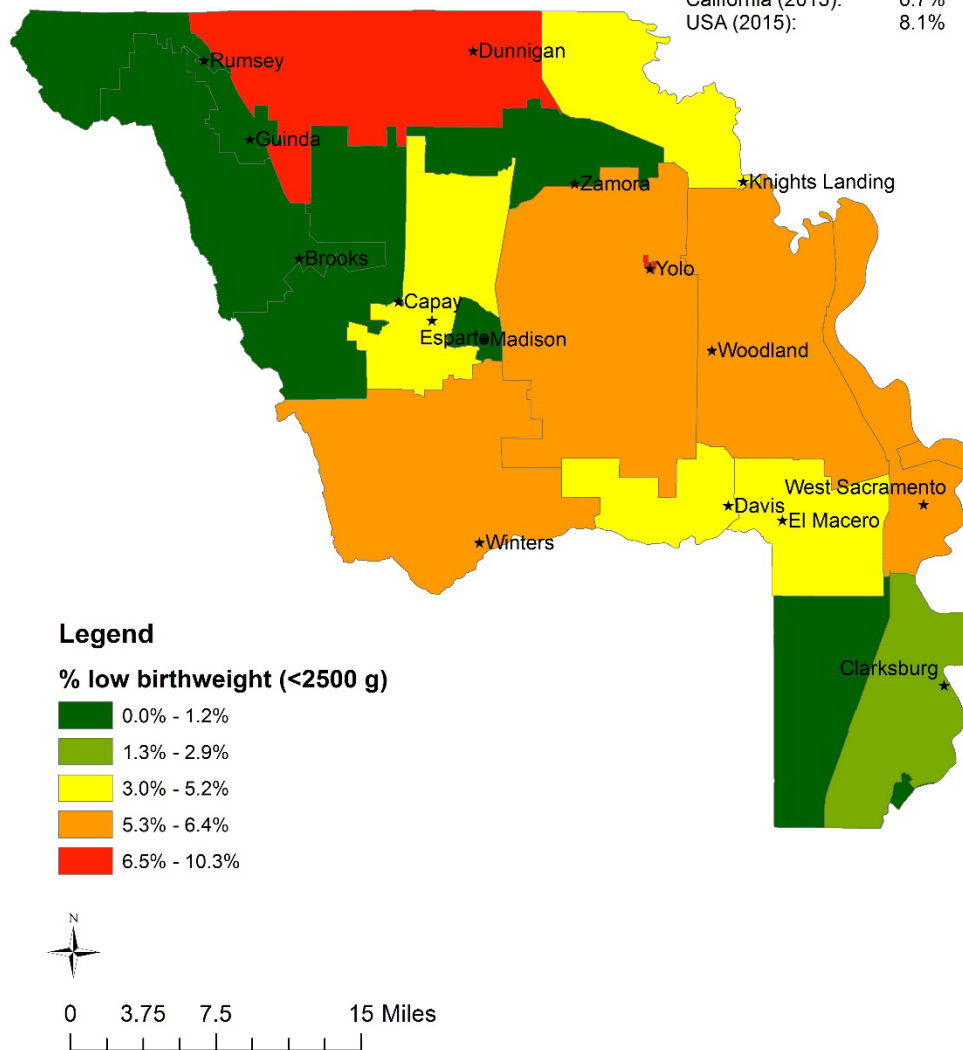 USA (2015): 8.1%
Dunnigan
Rumsey
Guinda
Zamora
Knights Landing
Brooks
Yolo
Capay
Esparto
Madison
Woodland
West Sacramento
Davis
El Macero
Winters
Clarksburg
Legend
% low birthweight (<2500 g)
0.0% - 1.2%
1.3% - 2.9%
3.0% - 5.2%
5.3% - 6.4%
6.5% - 10.3%
N
0 3.75 7.5 15 Miles